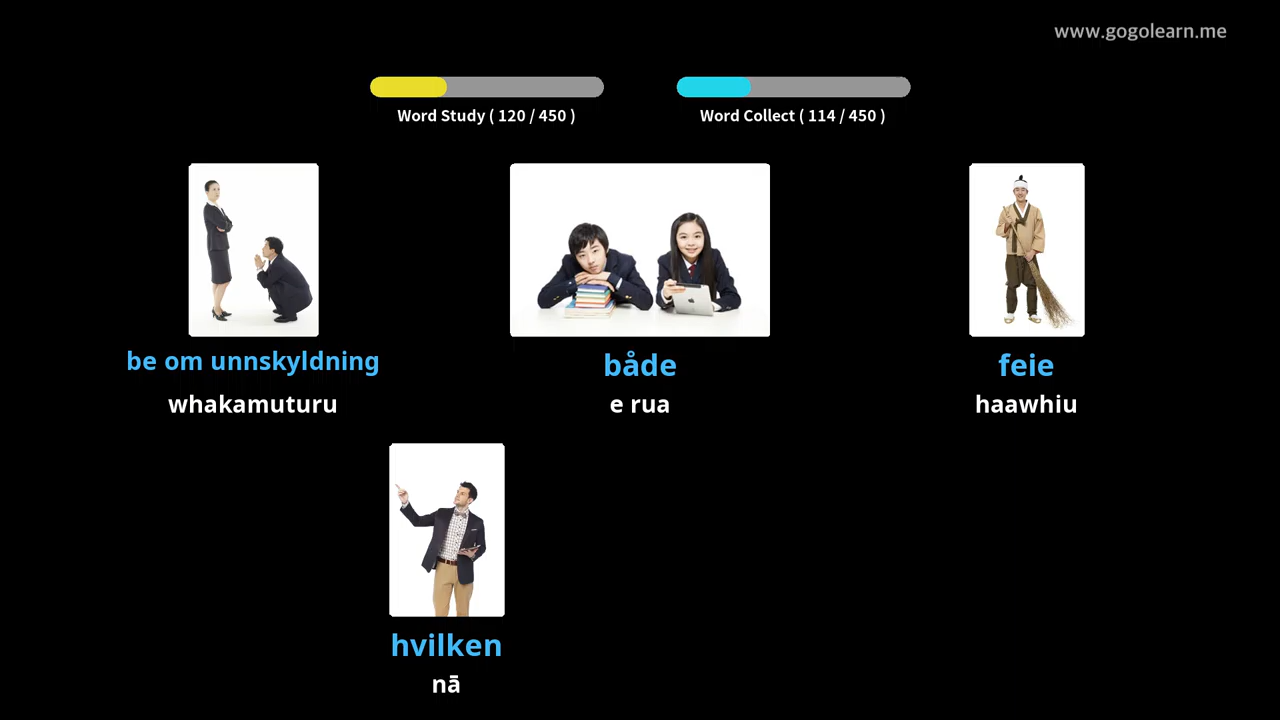 www.gogolearn.me
Word Study ( 120 / 450 )
Word Collect ( 114 / 450 )
be om unnskyldning
både
feie
whakamuturu
e rua
haawhiu
hvilken
nā